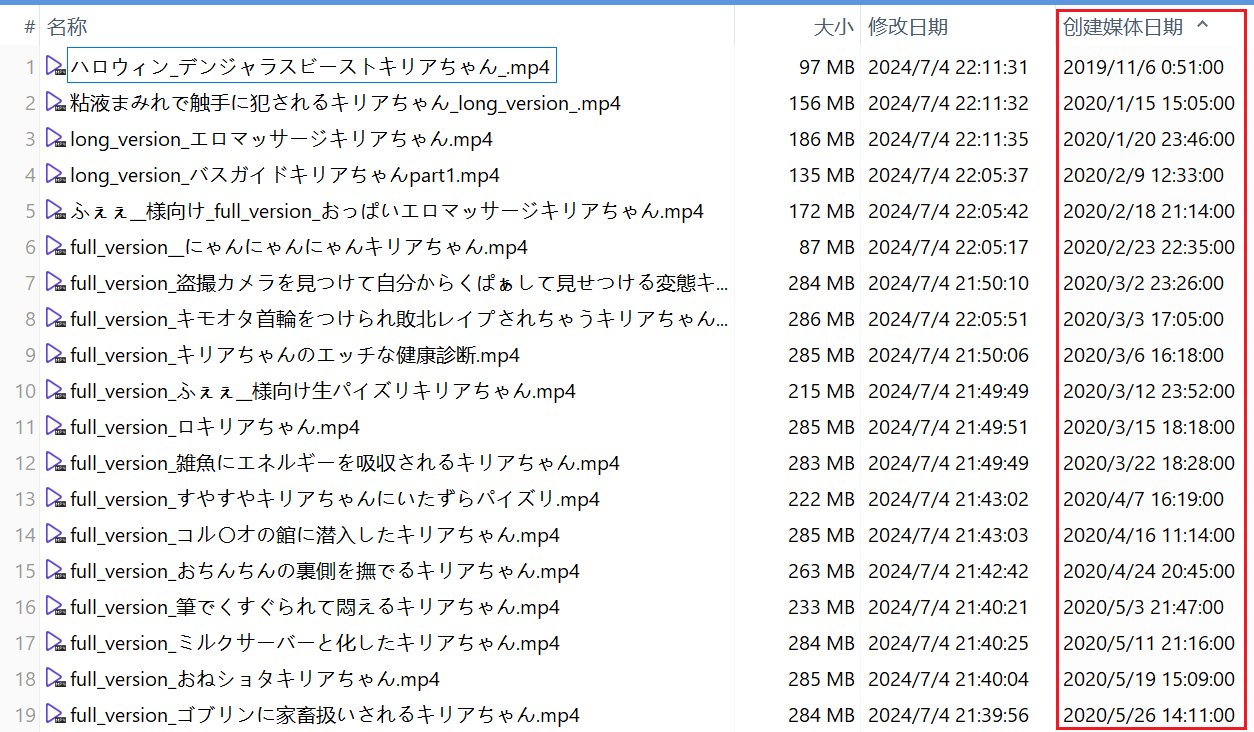 # 名称 大小 修改日期 创建媒体日期
1 ハロウィン_デンジャラスビーストキリアちゃん_.mp4 97 MB 2024/7/4 22:11:31 2019/11/6 0:51:00
2 粘液まみれで触手に犯されるキリアちゃん_long_version_.mp4 156 MB 2024/7/4 22:11:32 2020/1/15 15:05:00
3 long_version_エロマッサージキリアちゃん.mp4 186 MB 2024/7/4 22:11:35 2020/1/20 23:46:00
4 long_version_バスガイドキリアちゃんpart1.mp4 135 MB 2024/7/4 22:05:37 2020/2/9 12:33:00
5 ふぇぇ__様向け_full_version_おっぱいエロマッサージキリアちゃん.mp4 172 MB 2024/7/4 22:05:42 2020/2/18 21:14:00
6 full_version__にゃんにゃんにゃんキリアちゃん.mp4 87 MB 2024/7/4 22:05:17 2020/2/23 22:35:00
7 full_version_盗撮カメラを見つけて自分からくぱぁして見せつける変態キ... 284 MB 2024/7/4 21:50:10 2020/3/2 23:26:00
8 full_version_キモオタ首輪をつけられ敗北レイプされちゃうキリアちゃん... 286 MB 2024/7/4 22:05:51 2020/3/3 17:05:00
9 full_version_キリアちゃんのエッチな健康診断.mp4 285 MB 2024/7/4 21:50:06 2020/3/6 16:18:00
10 full_version_ふぇぇ__様向け生パイズリキリアちゃん.mp4 215 MB 2024/7/4 21:49:49 2020/3/12 23:52:00
11 full_version_ロキリアちゃん.mp4 285 MB 2024/7/4 21:49:51 2020/3/15 18:18:00
12 full_version_雑魚にエネルギーを吸収されるキリアちゃん.mp4 283 MB 2024/7/4 21:49:49 2020/3/22 18:28:00
13 full_version_すやすやキリアちゃんにいたずらパイズリ.mp4 222 MB 2024/7/4 21:43:02 2020/4/7 16:19:00
14 full_version_コル〇オの館に潜入したキリアちゃん.mp4 285 MB 2024/7/4 21:43:03 2020/4/16 11:14:00
15 full_version_おちんちんの裏側を撫でるキリアちゃん.mp4 263 MB 2024/7/4 21:42:42 2020/4/24 20:45:00
16 full_version_筆でくすぐられて悶えるキリアちゃん.mp4 233 MB 2024/7/4 21:40:21 2020/5/3 21:47:00
17 full_version_ミルクサーバーと化したキリアちゃん.mp4 284 MB 2024/7/4 21:40:25 2020/5/11 21:16:00
18 full_version_おねショタキリアちゃん.mp4 285 MB 2024/7/4 21:40:04 2020/5/19 15:09:00
19 full_version_ゴブリンに家畜扱いされるキリアちゃん.mp4 284 MB 2024/7/4 21:39:56 2020/5/26 14:11:00